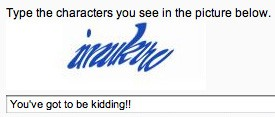 Type the characters you see in the picture below.
You've got to be kidding!!